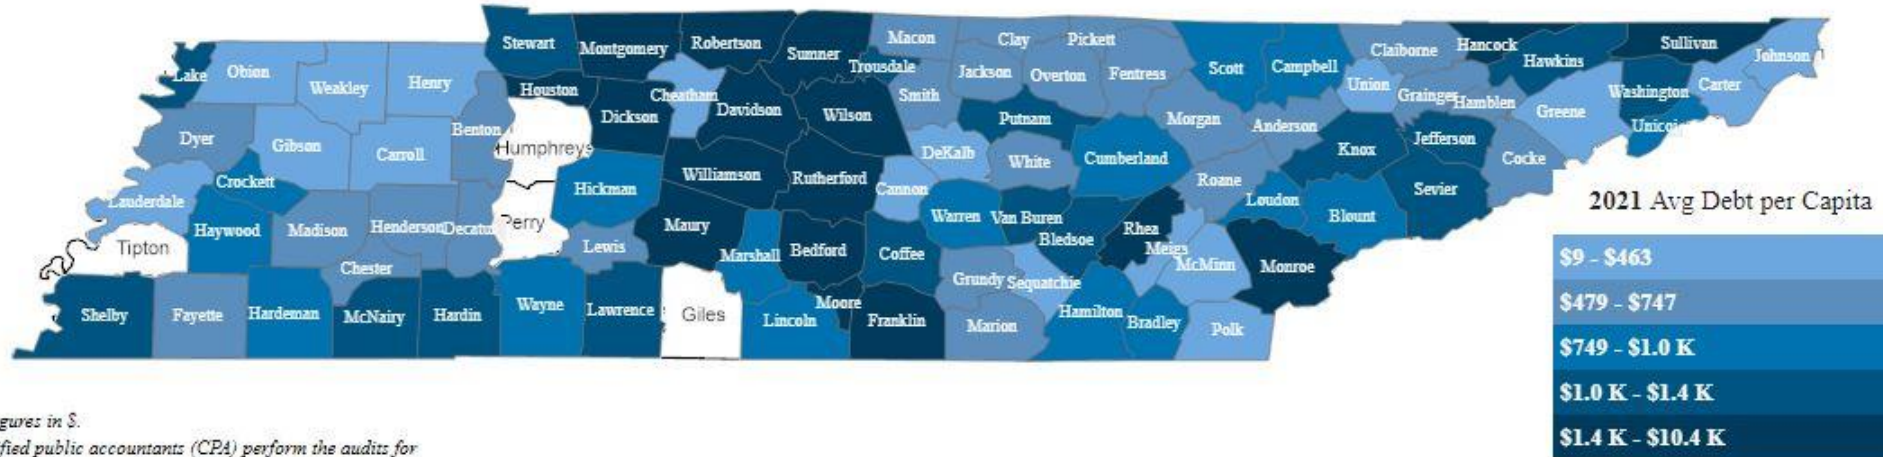 Stewart
Montgomery
Robertson
Sumner
Macon
Clay
Pickett
Claiborne
Hancock
Sullivan
Johnson
Lake
Obion
Weakley
Henry
Houston
Cheatham
Trousdale
Jackson
Overton
Fentress
Scott
Campbell
Union
Hawkins
Washington
Carter
Dickson
Davidson
Wilson
Smith
Putnam
Morgan
Anderson
Grainger
Hamblen
Greene
Unicoi
Dyer
Gibson
Carroll
Benton
Humphreys
DeKalb
White
Cumberland
Knox
Jefferson
Cocke
Crockett
Hickman
Williamson
Rutherford
Cannon
Roane
Loudon
Sevier
Blount
Lauderdale
Haywood
Madison
Henderson
Decatur
Perry
Lewis
Maury
Marshall
Bedford
Coffee
Warren
Van Buren
Bledsoe
Rhea
Meigs
McMinn
Monroe
Tipton
Chester
Grundy
Sequatchie
Shelby
Fayette
Hardeman
McNairy
Hardin
Wayne
Lawrence
Giles
Lincoln
Moore
Franklin
Marion
Hamilton
Bradley
Polk
2021 Avg Debt per Capita
$9 - $463
$479 - $747
$749 - $1.0 K
$1.0 K - $1.4 K
$1.4 K - $10.4 K
gures in $.
fied public accountants (CPA) perform the audits for